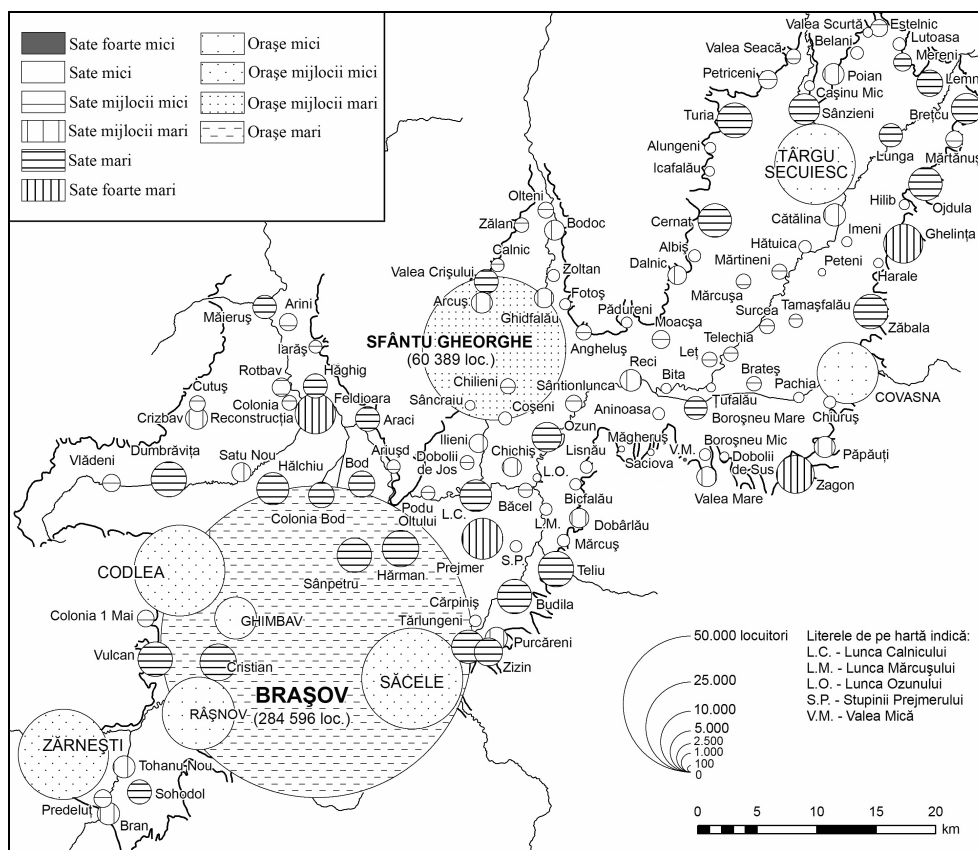 Sate foarte mici
Sate mici
Sate mijlocii mici
Sate mijlocii mari
Sate mari
Sate foarte mari
Orașe mici
Orașe mijlocii mici
Orașe mijlocii mari
Orașe mari
Valea Scurtă
Estelnic
Belani
Lutoasa
Mereni
Valea Seacă
Petriceni
Poian
Lemn
Cașinu Mic
Turia
Sânzieni
Brețcu
Alungeni
TÂRGU
SECUIESC
Lunga
Mărtănuș
Icafalău
Hilib
Ojdula
Olteni
Zălan
Bodoc
Cernat
Cătălina
Imeni
Ghelința
Calnic
Albiș
Hătuica
Valea Crișului
Zoltan
Dalnic
Mărtineni
Peteni
Harale
Arini
Arcuș
Fotoș
Mărcușa
Măieruș
Ghidfalău
Pădureni
Surcea
Tamașfalău
Zăbala
SFÂNTU GHEORGHE
(60 389 loc.)
Moacșa
Iarăș
Angheluș
Telechia
Leț
Rotbav
Hăghig
Chilieni
Sântionlunca
Reci
Bita
Brateș
Pachia
Cutuș
Feldioara
COVASNA
Crizbav
Colonia
Reconstrucția
Sâncraiu
Coșeni
Aninoasa
Țufalău
Boroșneu Mare
Chiuruș
Araci
Dumbrăvița
Ilieni
Ozun
Măgheruș
Boroșneu Mic
Vlădeni
Satu Nou
Hălchiu
Bod
Ariușd
Dobolii
de Jos
Chichiș
Lisnău
V.M.
Dobolii
de Sus
Păpăuți
Saciova
L.O.
Colonia Bod
Podu
Oltului
L.C.
Băcel
Bicfalău
Valea Mare
Zagon
L.M.
Dobârlău
CODLEA
Sânpetru
Hărman
Prejmer
S.P.
Mărcuș
Teliu
Colonia 1 Mai
GHIMBAV
Cărpiniș
Budila
Tărlungeni
Purcăreni
Vulcan
Cristian
Zizin
BRAȘOV
(284 596 loc.)
SĂCELE
RÂȘNOV
ZĂRNEȘTI
Tohanu Nou
Sohodol
Predeluț
Bran
50.000 locuitori
25.000
10.000
5.000
2.500
1.000
100
0
Literele de pe hartă indică:
L.C. - Lunca Calnicului
L.M. - Lunca Mărcușului
L.O. - Lunca Ozunului
S.P. - Stupinii Prejmerului
V.M. - Valea Mică
0 5 10 15 20
km